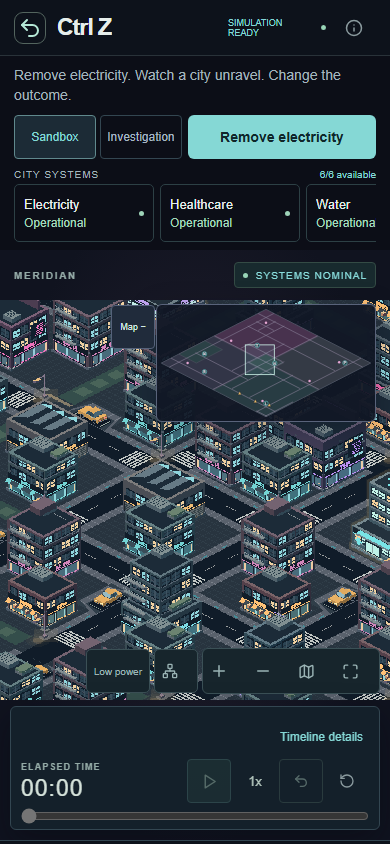 Ctrl Z
SIMULATION
READY
Remove electricity. Watch a city unravel. Change the
outcome.
Sandbox
Investigation
Remove electricity
CITY SYSTEMS
6/6 available
Electricity
Operational
Healthcare
Operational
Water
Operationa
MERIDIAN
SYSTEMS NOMINAL
Map −
Low power
Timeline details
ELAPSED TIME
00:00
1x